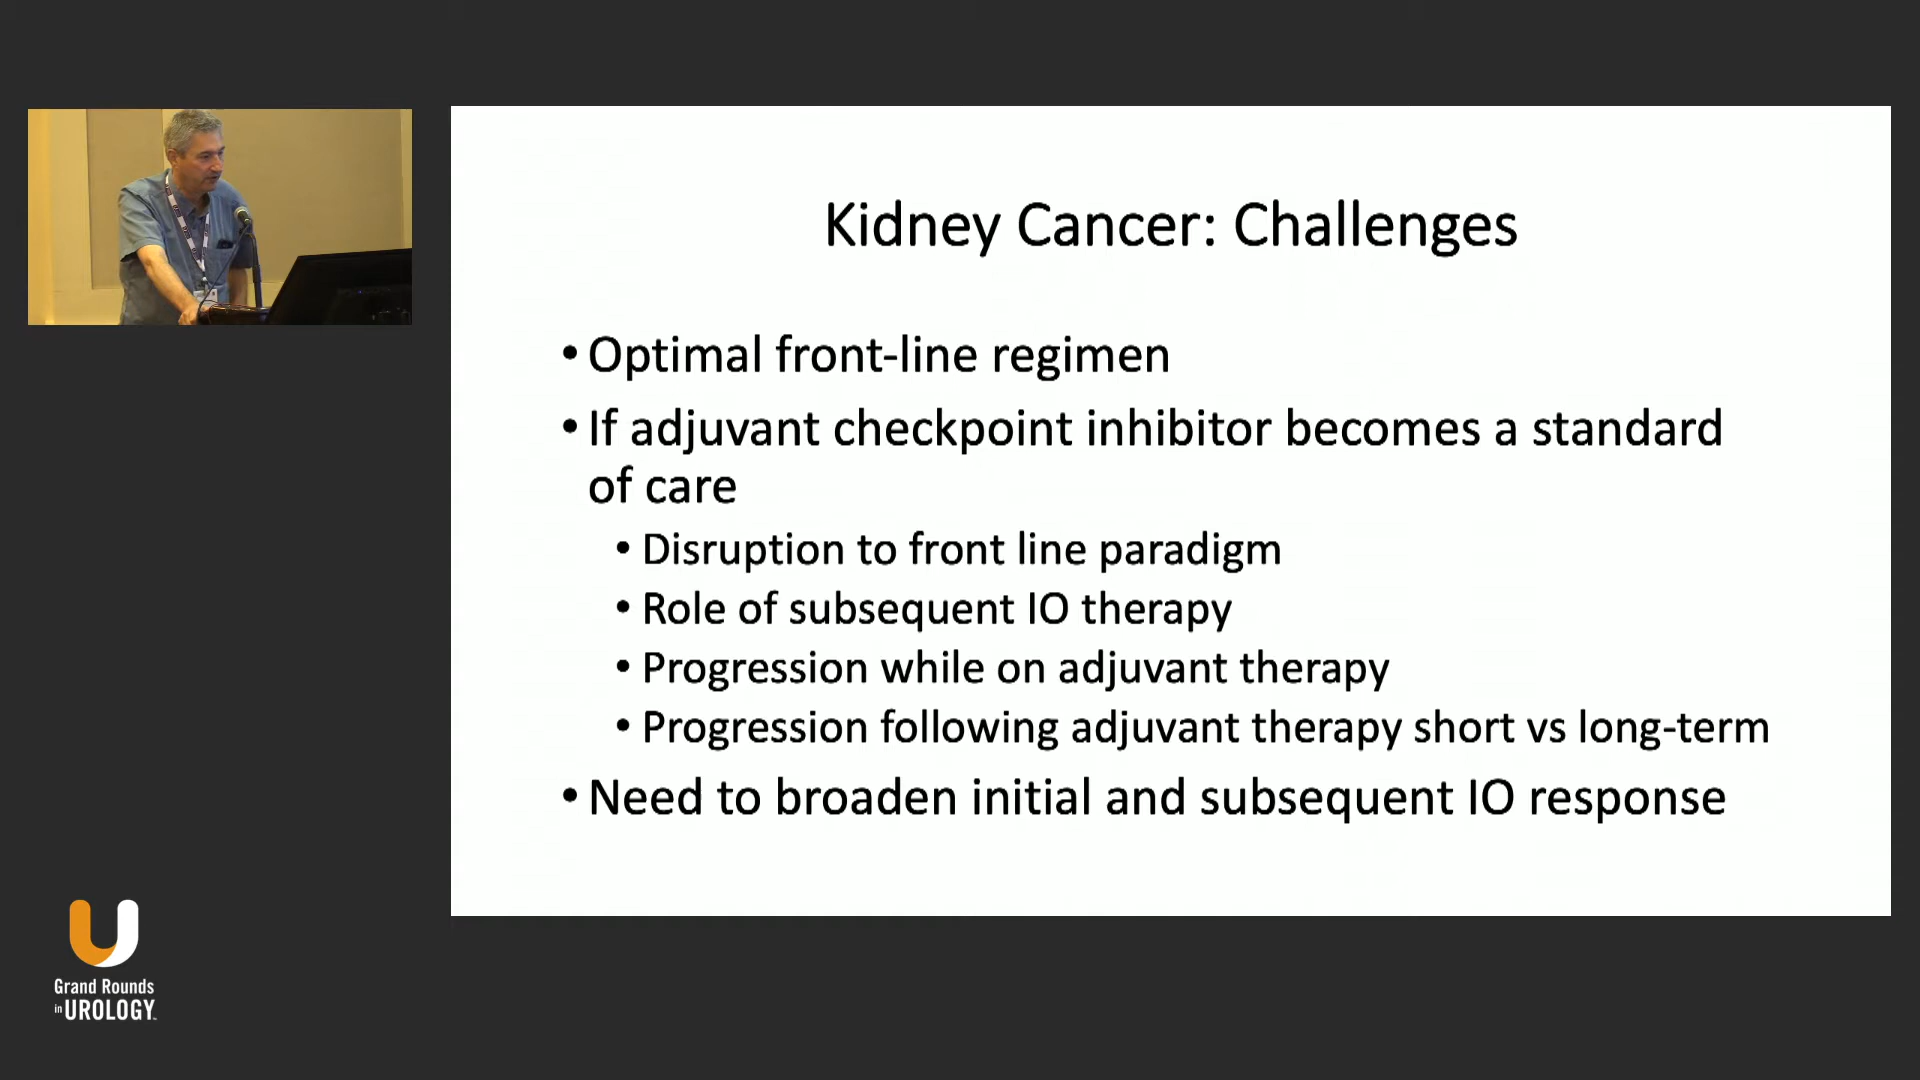 Kidney Cancer: Challenges
• Optimal front-line regimen
• If adjuvant checkpoint inhibitor becomes a standard
of care
• Disruption to front line paradigm
• Role of subsequent IO therapy
• Progression while on adjuvant therapy
• Progression following adjuvant therapy short vs long-term
• Need to broaden initial and subsequent IO response
U
Grand Rounds
in UROLOGY™